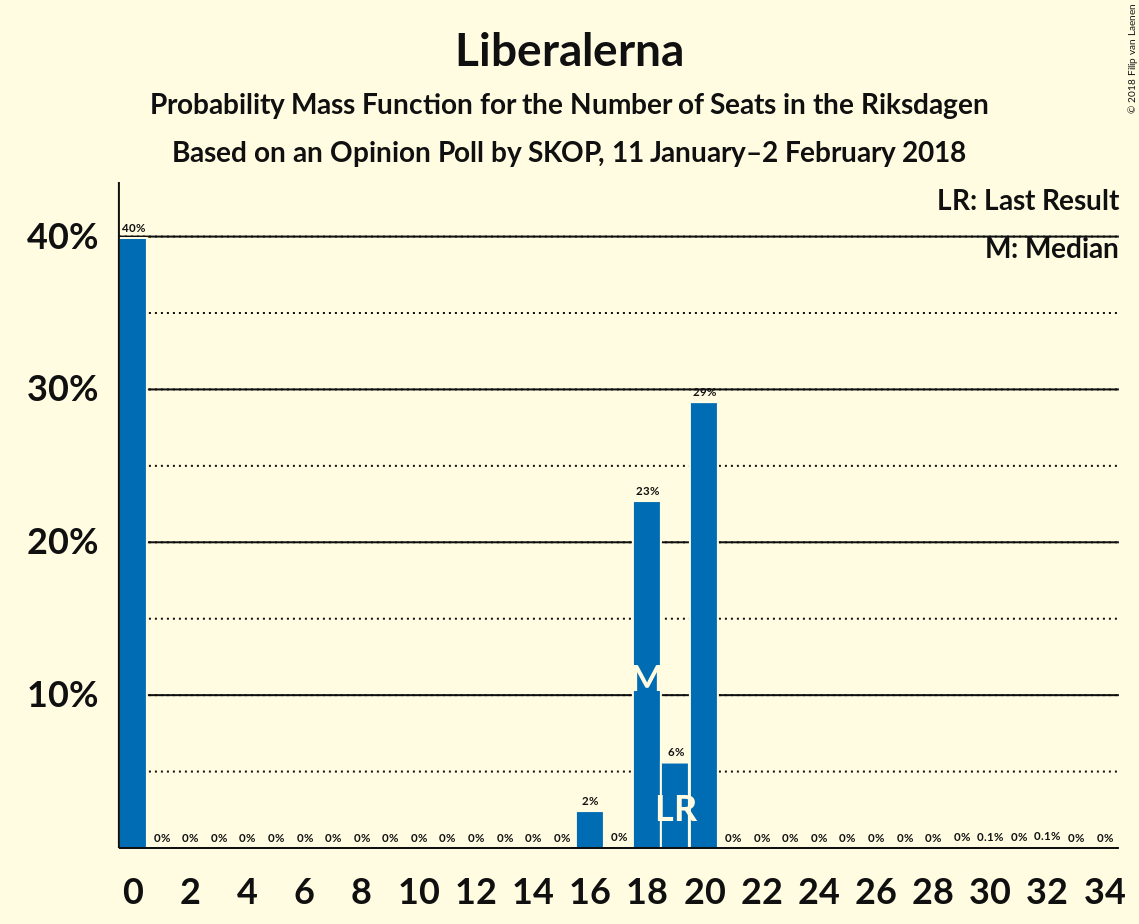 Liberalerna
Probability Mass Function for the Number of Seats in the Riksdagen
Based on an Opinion Poll by SKOP, 11 January–2 February 2018
© 2018 Filip van Laenen
LR: Last Result
M: Median
40%
30%
20%
10%
40% 0% 0% 0% 0% 0% 0% 0% 0% 0% 0% 0% 0% 0% 0% 0% 2% 0% 23% 6% 29% 0% 0% 0% 0% 0% 0% 0% 0% 0% 0.1% 0% 0.1% 0% 0%
M
LR
0 2 4 6 8 10 12 14 16 18 20 22 24 26 28 30 32 34